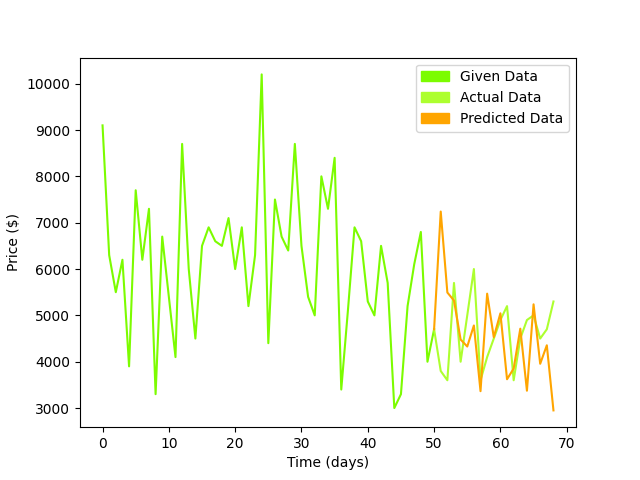 Given Data
Actual Data
Predicted Data
10000
9000
8000
7000
6000
5000
4000
3000
Price ($)
0 10 20 30 40 50 60 70
Time (days)